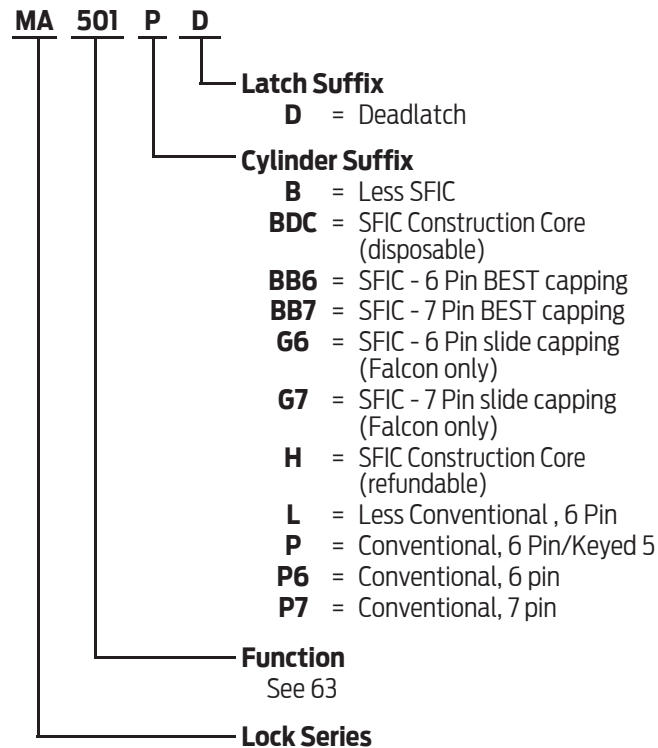 MA 501 P D
Latch Suffix
D = Deadlatch
Cylinder Suffix
B = Less SFIC
BDC = SFIC Construction Core
(disposable)
BB6 = SFIC - 6 Pin BEST capping
BB7 = SFIC - 7 Pin BEST capping
G6 = SFIC - 6 Pin slide capping
(Falcon only)
G7 = SFIC - 7 Pin slide capping
(Falcon only)
H = SFIC Construction Core
(refundable)
L = Less Conventional , 6 Pin
P = Conventional, 6 Pin/Keyed 5
P6 = Conventional, 6 pin
P7 = Conventional, 7 pin
Function
See 63
Lock Series